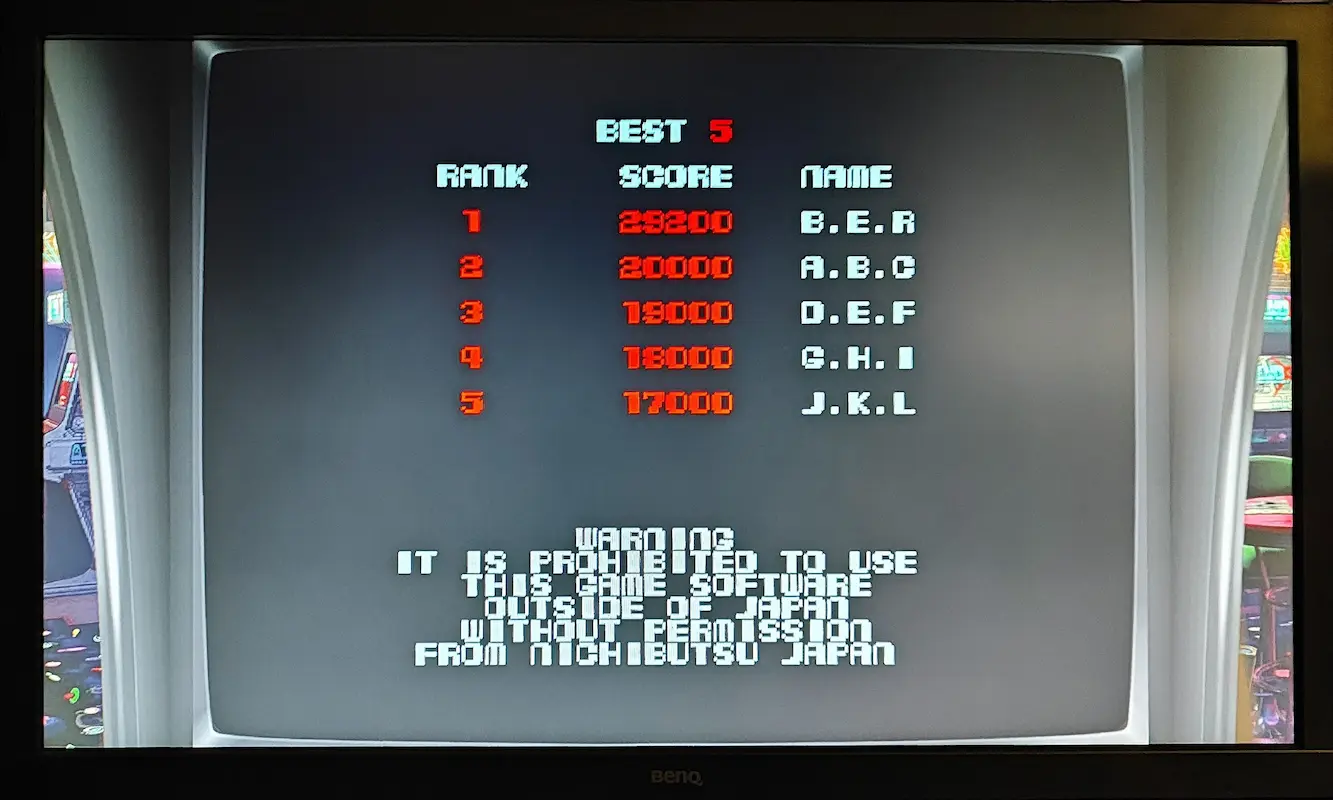 BEST 5
RANK SCORE NAME
1 29200 B.E.R
2 20000 A.B.C
3 19000 D.E.F
4 18000 G.H.I
5 17000 J.K.L
WARNING
IT IS PROHIBITED TO USE
THIS GAME SOFTWARE
OUTSIDE OF JAPAN
WITHOUT PERMISSION
FROM NICHIBUTSU JAPAN
BenQ